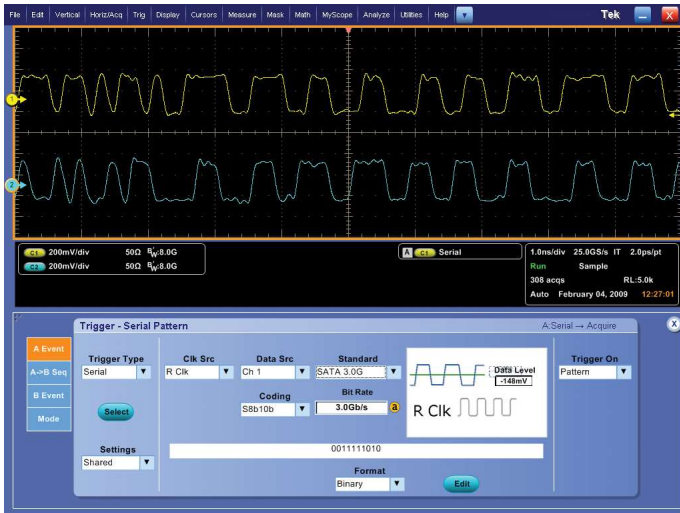 File Edit Vertical Horiz/Acq Trig Display Cursors Measure Mask Math MyScope Analyze Utilities Help Tek X
1
2
C1 200mV/div 50Ω BW:8.0G
C2 200mV/div 50Ω BW:8.0G
A C1 Serial
1.0ns/div 25.0GS/s IT 2.0ps/pt
Run Sample
308 acqs RL:5.0k
Auto February 04, 2009 12:27:01
Trigger - Serial Pattern A:Serial → Acquire X
A Event
A->B Seq
B Event
Mode
Trigger Type
Serial
Select
Settings
Shared
Clk Src
R Clk
Data Src
Ch 1
Standard
SATA 3.0G
Coding
S8b10b
Bit Rate
3.0Gb/s a
Data Level
-148mV
R Clk
Trigger On
Pattern
0011111010
Format
Binary
Edit